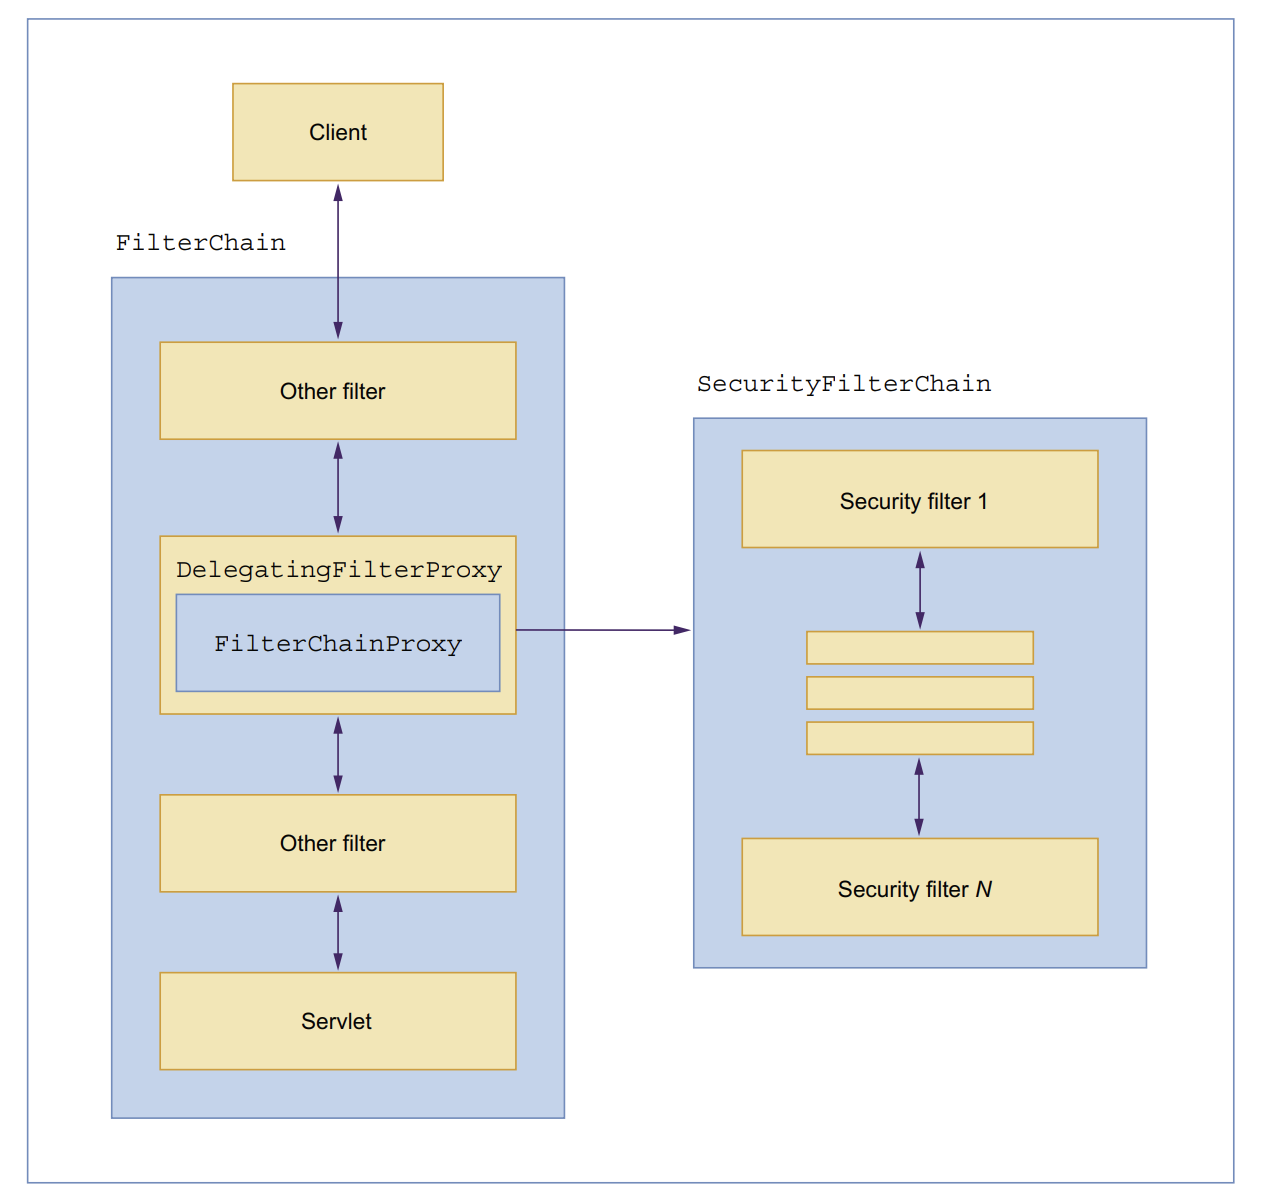 Client
FilterChain
Other filter
DelegatingFilterProxy
FilterChainProxy
Other filter
Servlet
SecurityFilterChain
Security filter 1
Security filter N